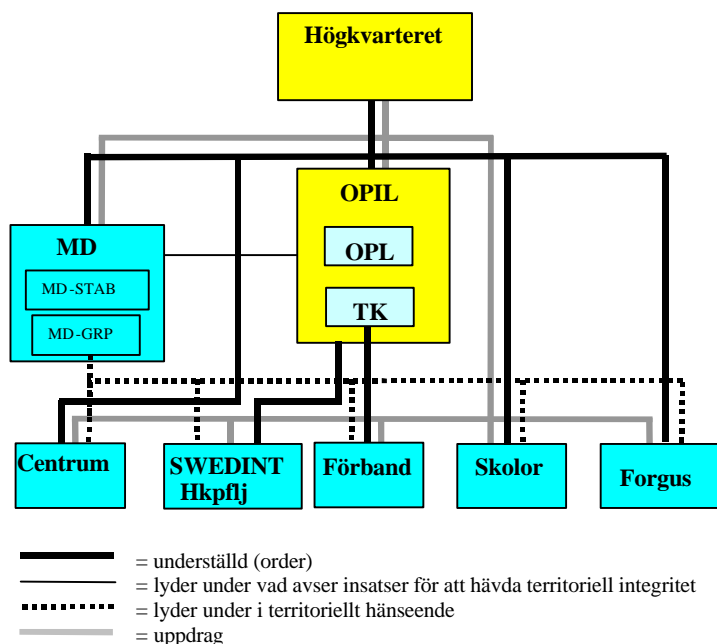 Högkvarteret
OPIL
OPL
TK
MD
MD-STAB
MD-GRP
Centrum
SWEDINT
Hkpflj
Förband
Skolor
Forgus
= underställd (order)
= lyder under vad avser insatser för att hävda territoriell integritet
= lyder under i territoriellt hänseende
= uppdrag